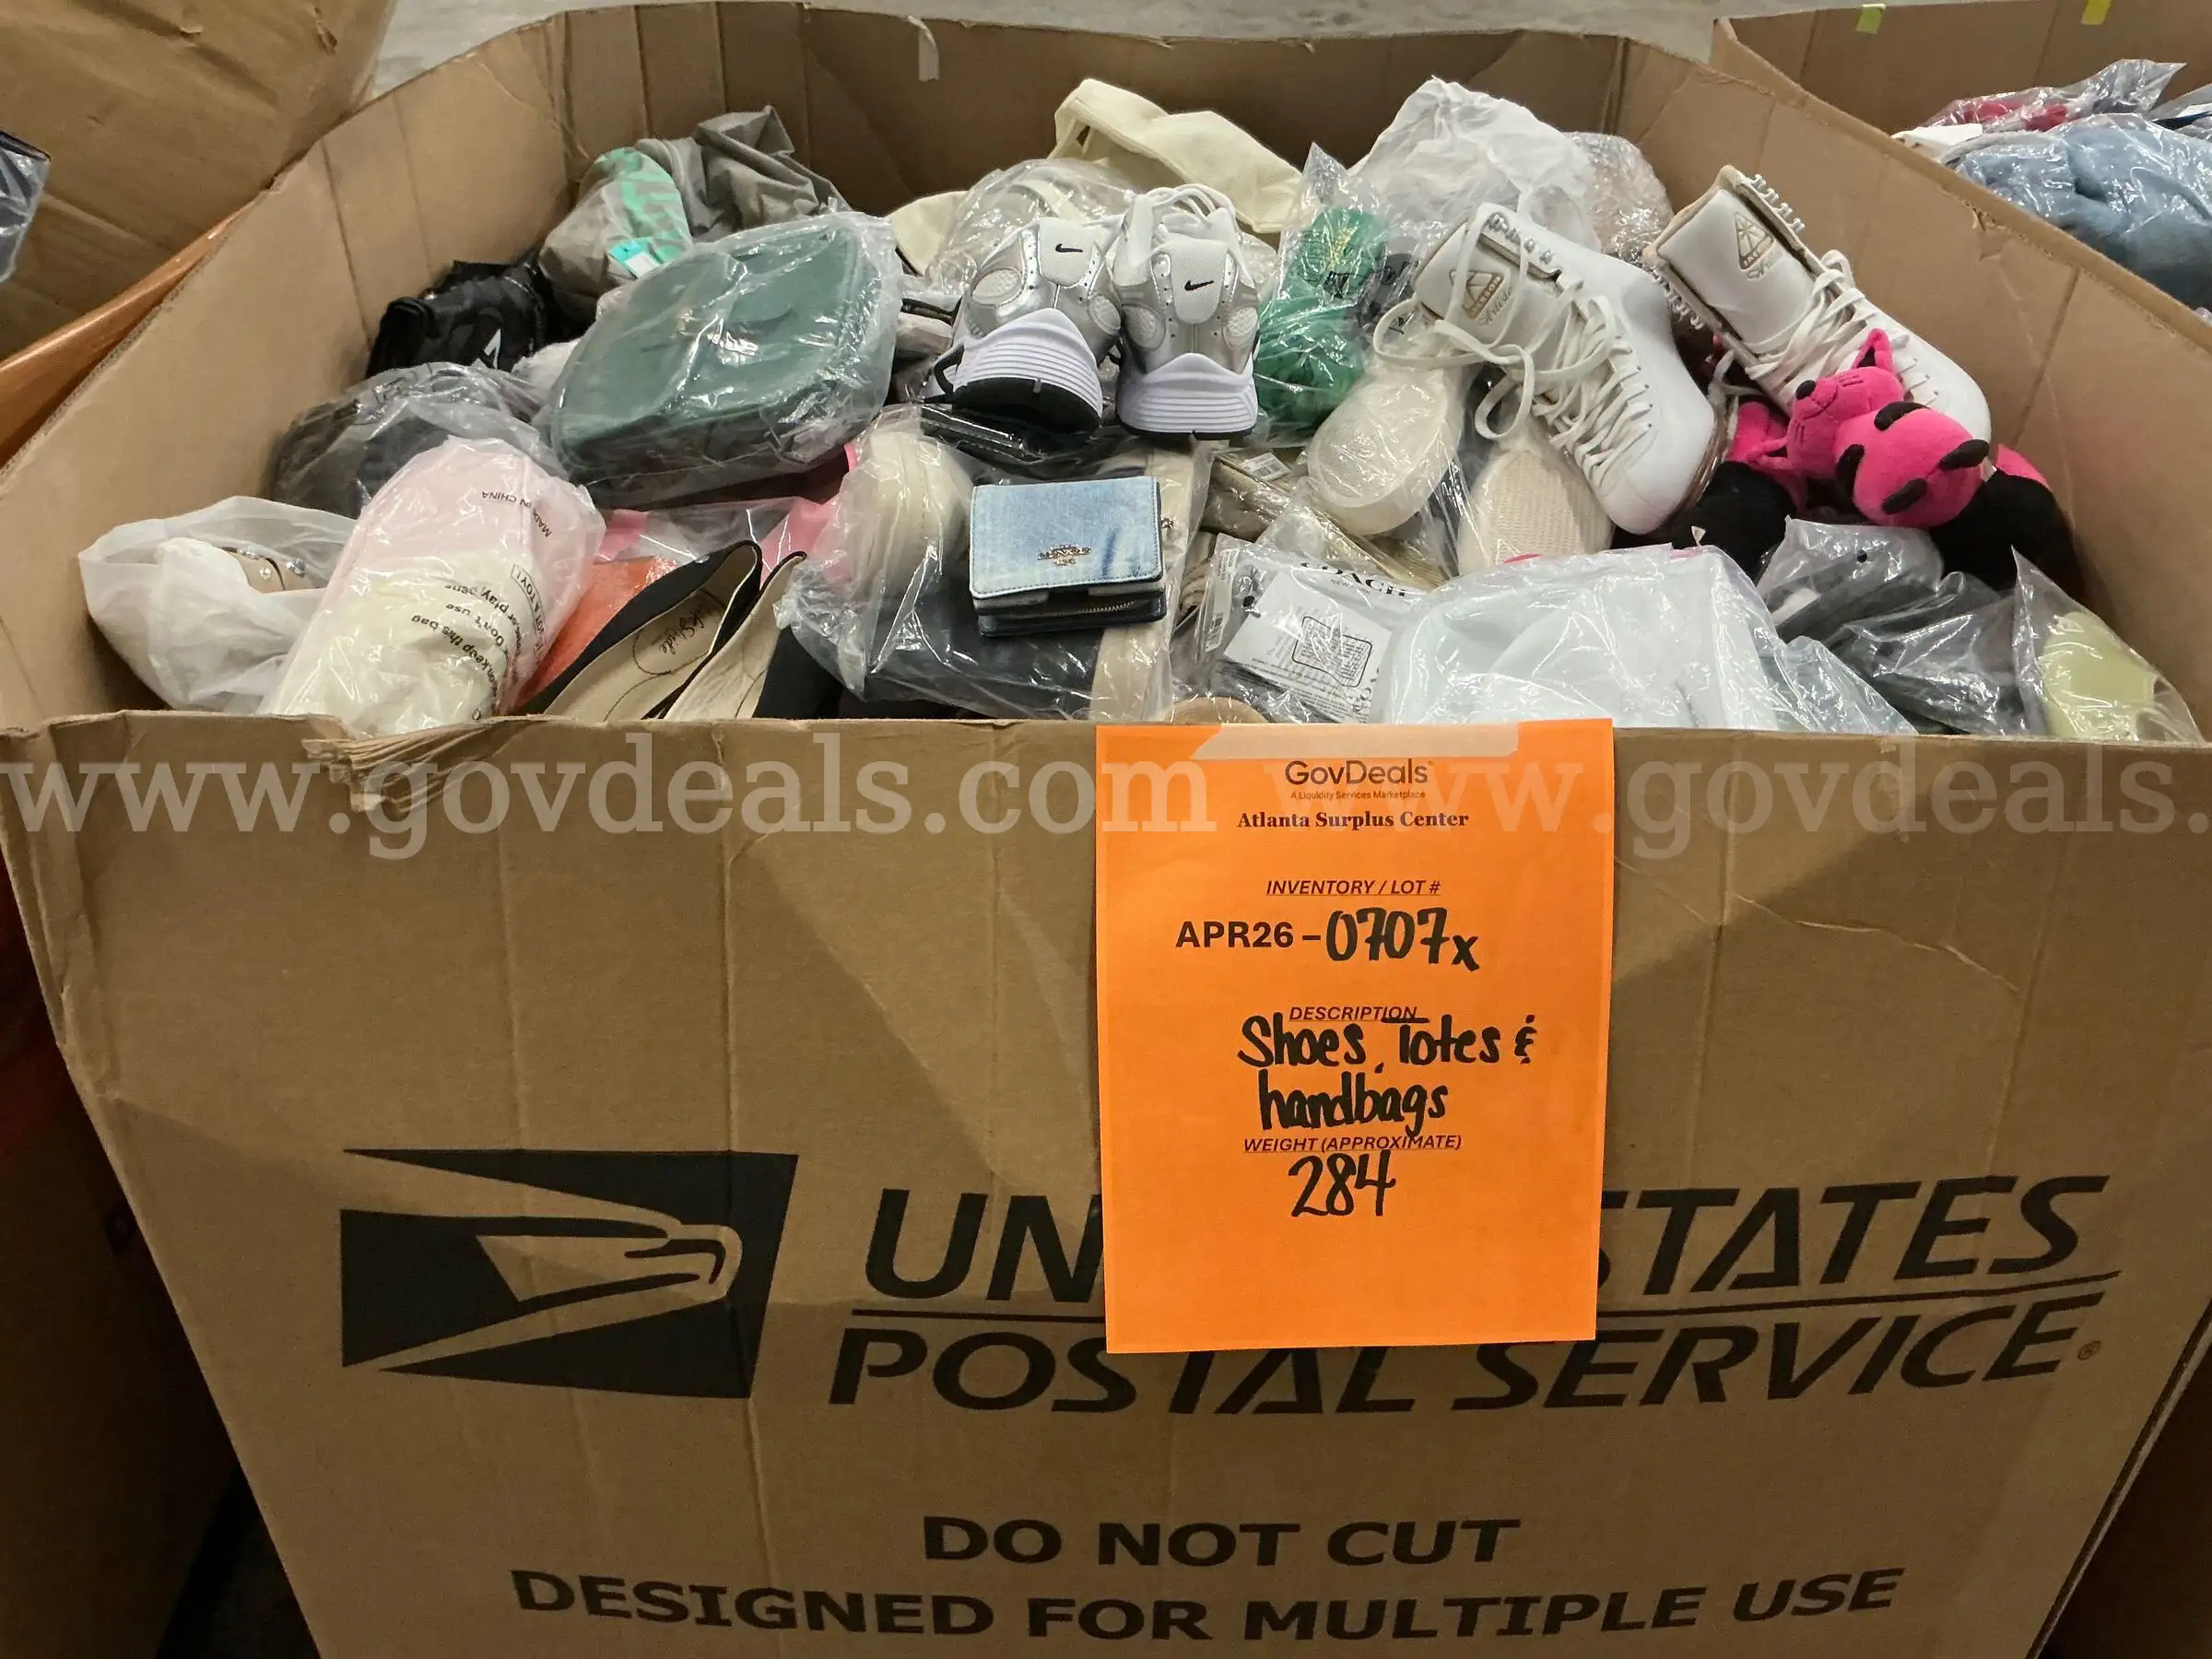 MADE IN CHINA
COACH
www.govdeals.com www.govdeals.
GovDeals
A Liquidity Services Marketplace
Atlanta Surplus Center
INVENTORY / LOT #
APR26 – 0707x
DESCRIPTION
Shoes, Totes &
handbags
WEIGHT (APPROXIMATE)
284
UN STATES
POSTAL SERVICE®
DO NOT CUT
DESIGNED FOR MULTIPLE USE